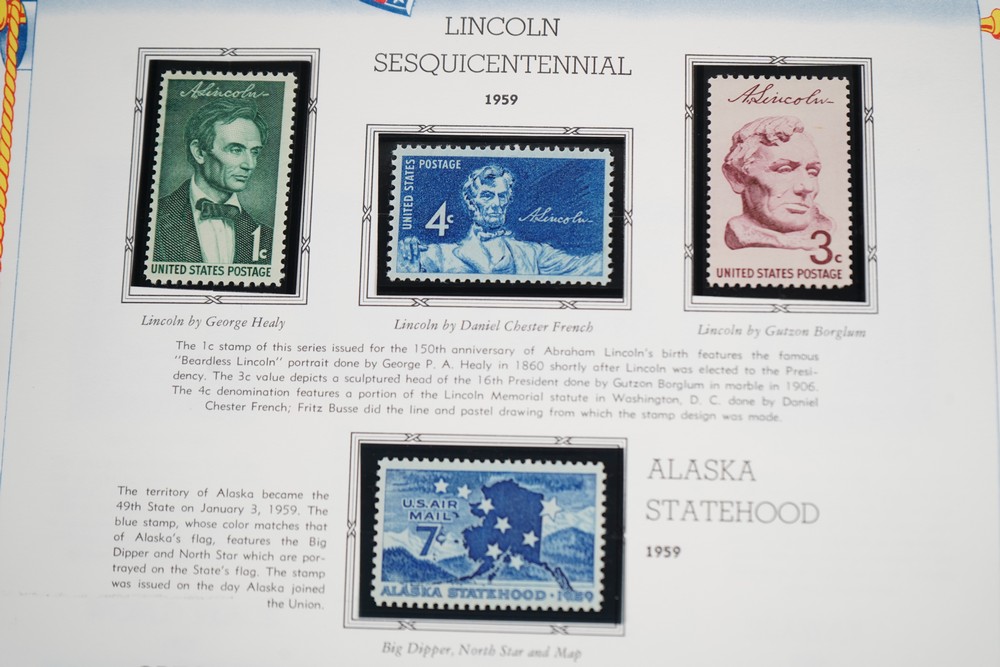 LINCOLN
SESQUICENTENNIAL
1959
A. Lincoln
1c
UNITED STATES POSTAGE
UNITED STATES POSTAGE
4c
A. Lincoln
A. Lincoln
3c
UNITED STATES POSTAGE
Lincoln by George Healy
Lincoln by Daniel Chester French
Lincoln by Gutzon Borglum
The 1c stamp of this series issued for the 150th anniversary of Abraham Lincoln's birth features the famous
"Beardless Lincoln" portrait done by George P. A. Healy in 1860 shortly after Lincoln was elected to the Presi-
dency. The 3c value depicts a sculptured head of the 16th President done by Gutzon Borglum in marble in 1906.
The 4c denomination features a portion of the Lincoln Memorial statute in Washington, D. C. done by Daniel
Chester French; Fritz Busse did the line and pastel drawing from which the stamp design was made.
The territory of Alaska became the
49th State on January 3, 1959. The
blue stamp, whose color matches that
of Alaska's flag, features the Big
Dipper and North Star which are por-
trayed on the State's flag. The stamp
was issued on the day Alaska joined
the Union.
U.S. AIR
MAIL
7c
ALASKA STATEHOOD · 1959
ALASKA
STATEHOOD
1959
Big Dipper, North Star and Map